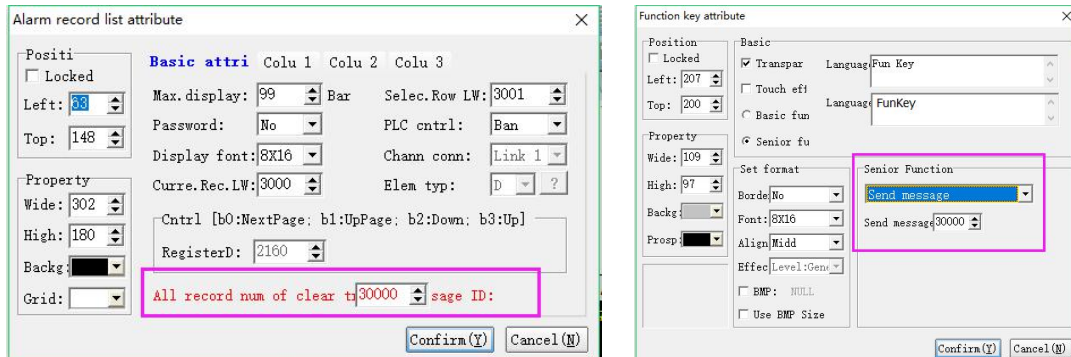 Alarm record list attribute
Positi
Locked
Left: 63
Top: 148
Property
Wide: 302
High: 180
Backg:
Grid:
Basic attri Colu 1 Colu 2 Colu 3
Max. display: 99 Bar Selec. Row LW: 3001
Password: No PLC cntrl: Ban
Display font: 8X16 Chann conn: Link 1
Curre. Rec. LW: 3000 Elem typ: D ?
Cntrl [b0:NextPage; b1:UpPage; b2:Down; b3:Up]
RegisterD: 2160
All record num of clear tr 30000 sage ID:
Confirm(Y) Cancel(N)
Function key attribute
Position
Locked
Left: 207
Top: 200
Property
Wide: 109
High: 97
Backg:
Prosp:
Basic
Transpar Languag Fun Key
Touch eff
Language FunKey
Basic fun
Senior fu
Set format
Borde: No
Font: 8X16
Align Midd
Effec Level:Gene
BMP: NULL
Use BMP Size
Senior Function
Send message
Send message 30000
Confirm(Y) Cancel(N)